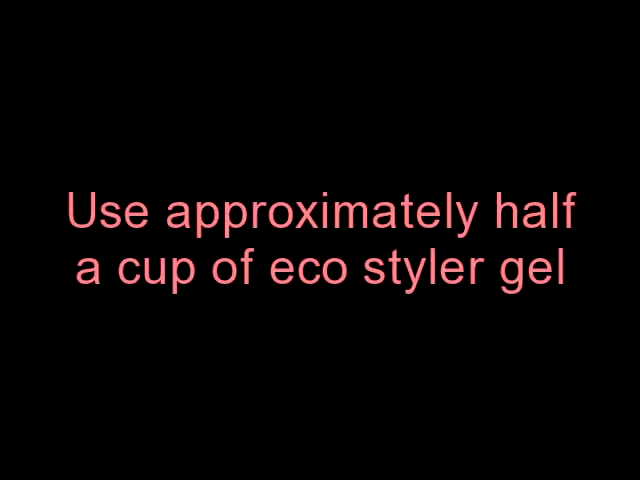 Use approximately half
a cup of eco styler gel